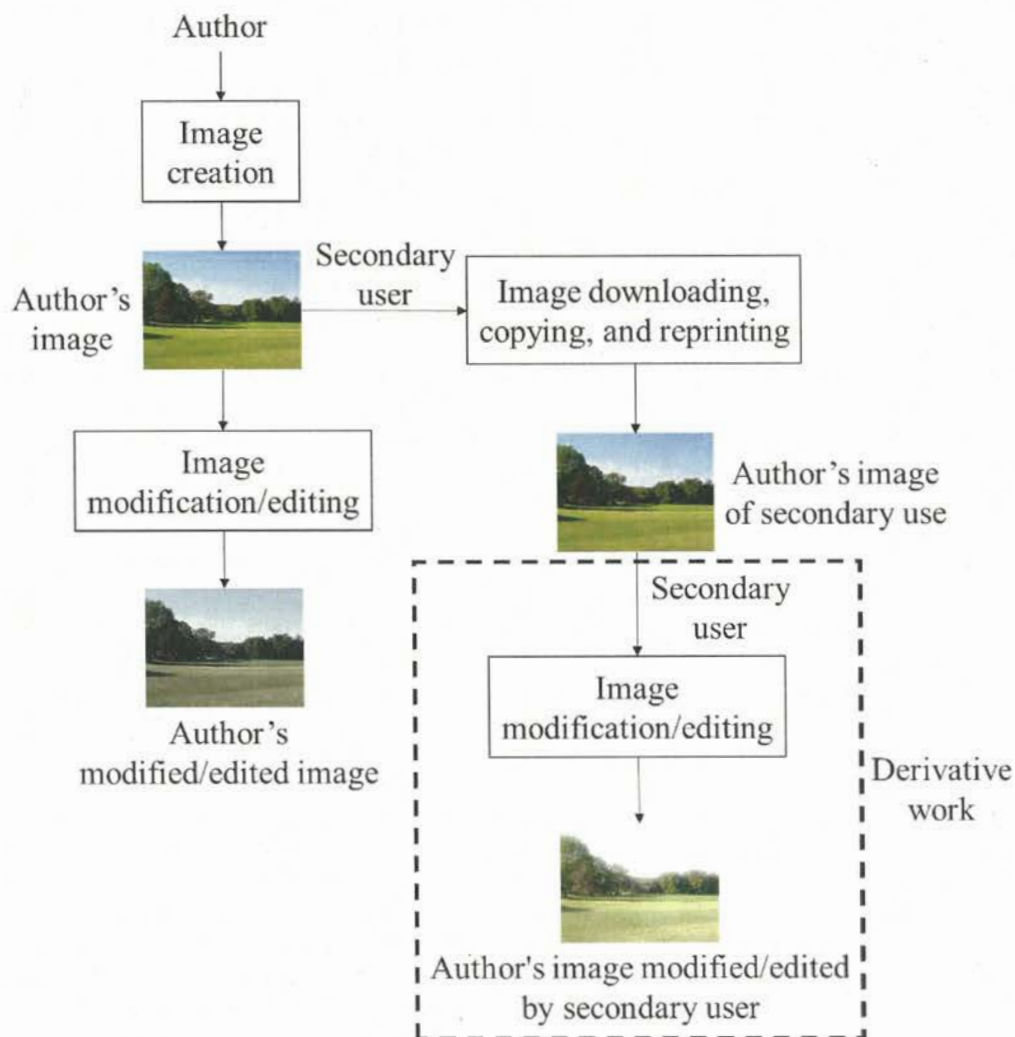 Author
Image
creation
Author's
image
Secondary
user
Image downloading,
copying, and reprinting
Image
modification/editing
Author's image
of secondary use
Author's
modified/edited image
Secondary
user
Image
modification/editing
Derivative
work
Author's image modified/edited
by secondary user